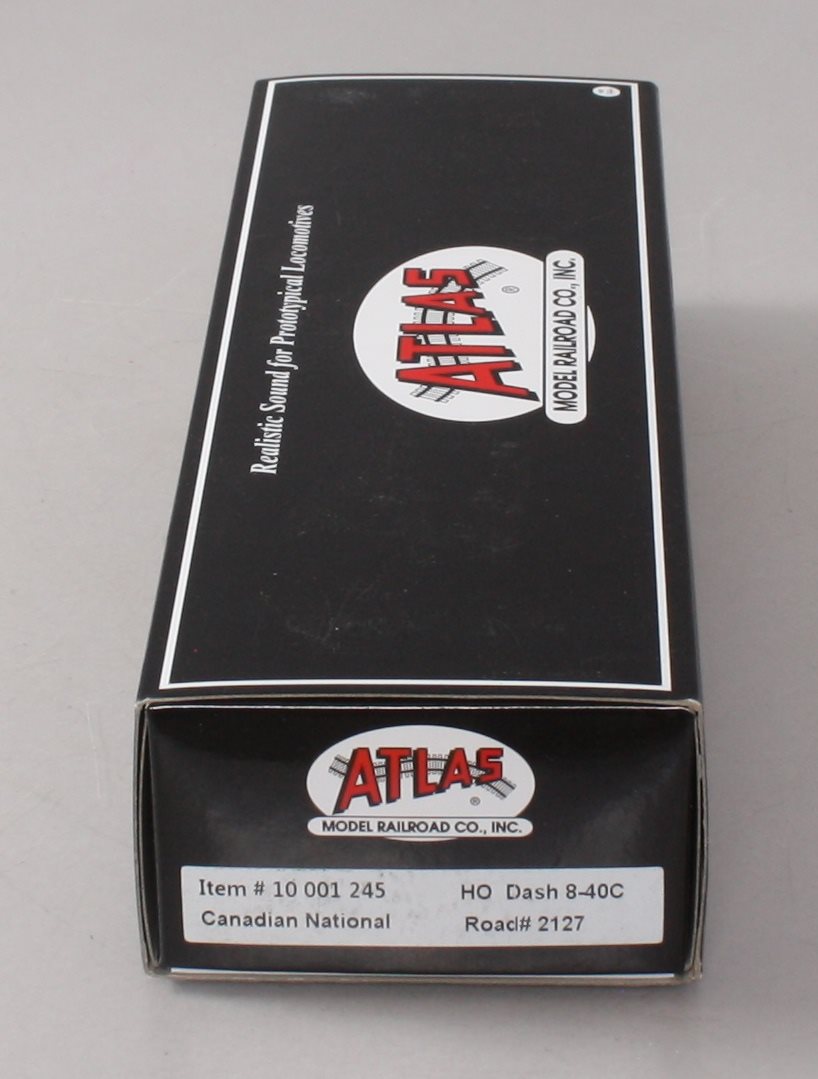 Realistic Sound for Prototypical Locomotives
ATLAS
®
MODEL RAILROAD CO., INC.
ATLAS
®
MODEL RAILROAD CO., INC.
Item # 10 001 245 HO Dash 8-40C
Canadian National Road# 2127